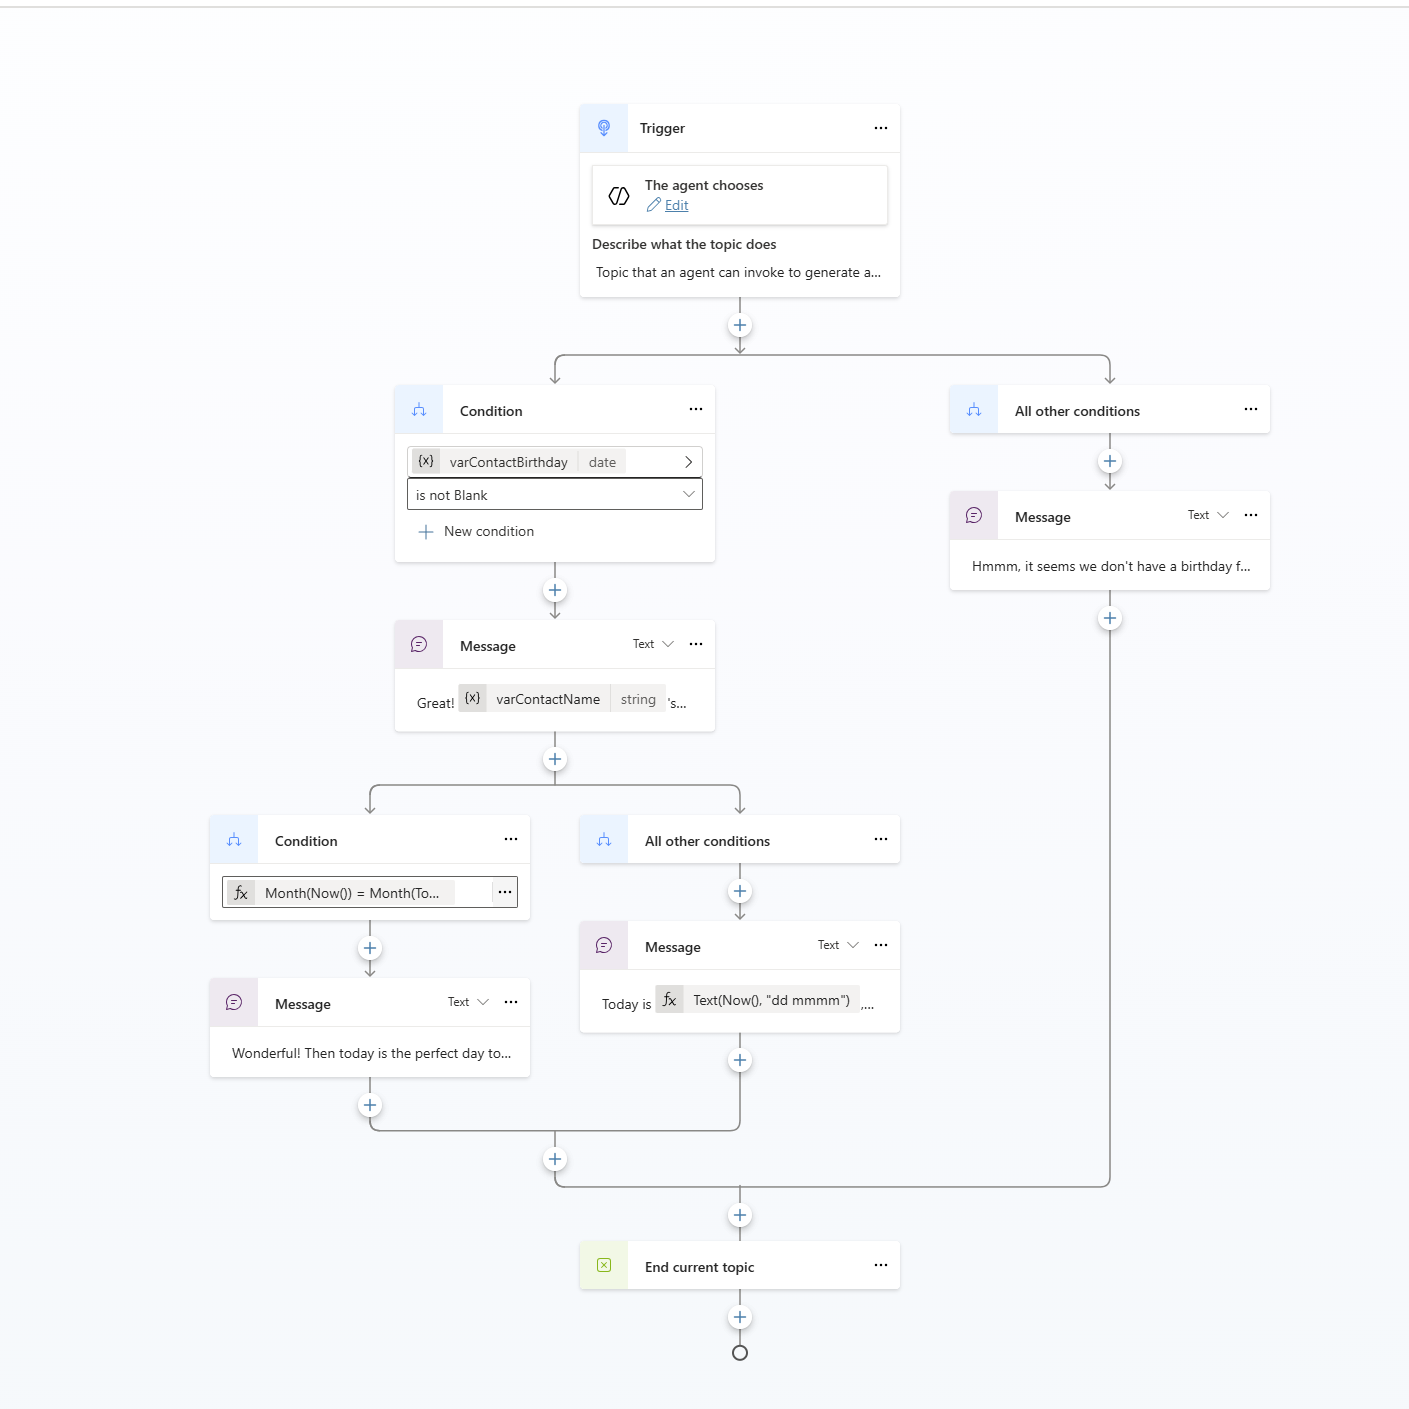 Trigger
The agent chooses
Edit
Describe what the topic does
Topic that an agent can invoke to generate a...
Condition
{x} varContactBirthday date
is not Blank
New condition
All other conditions
Message Text
Hmmm, it seems we don't have a birthday f...
Message Text
Great! {x} varContactName string 's...
Condition
fx Month(Now()) = Month(To...
All other conditions
Message Text
Today is fx Text(Now(), "dd mmmm") ,...
Message Text
Wonderful! Then today is the perfect day to...
End current topic